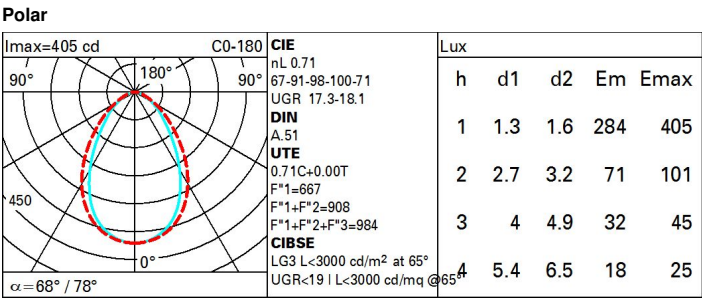 Polar
Imax=405 cd C0-180
90° 180° 90°
450
0°
α=68° / 78°
CIE
nL 0.71
67-91-98-100-71
UGR 17.3-18.1
DIN
A.51
UTE
0.71C+0.00T
F"1=667
F"1+F"2=908
F"1+F"2+F"3=984
CIBSE
LG3 L<3000 cd/m² at 65°
UGR<19 | L<3000 cd/mq @65°
Lux
h d1 d2 Em Emax
1 1.3 1.6 284 405
2 2.7 3.2 71 101
3 4 4.9 32 45
4 5.4 6.5 18 25